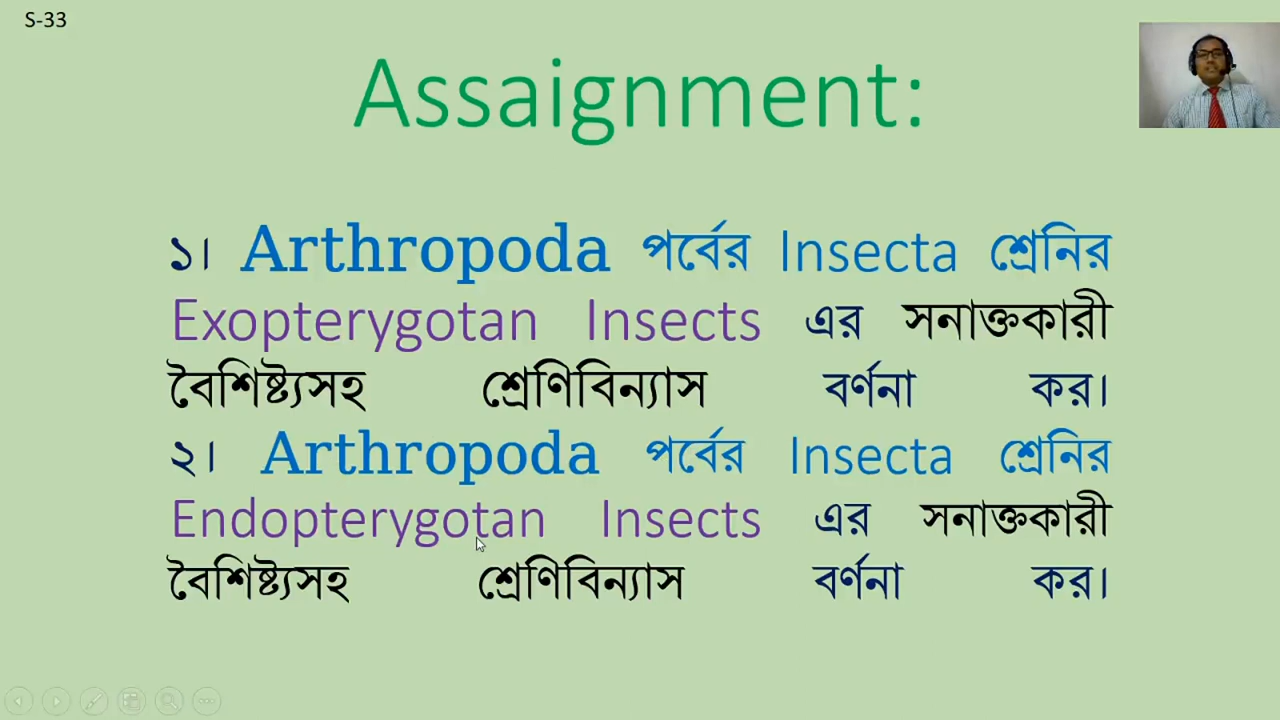 S-33
Assaignment:
১। Arthropoda পর্বের Insecta শ্রেনির
Exopterygotan Insects এর সনাক্তকারী
বৈশিষ্ট্যসহ শ্রেণিবিন্যাস বর্ণনা কর।
২। Arthropoda পর্বের Insecta শ্রেনির
Endopterygotan Insects এর সনাক্তকারী
বৈশিষ্ট্যসহ শ্রেণিবিন্যাস বর্ণনা কর।